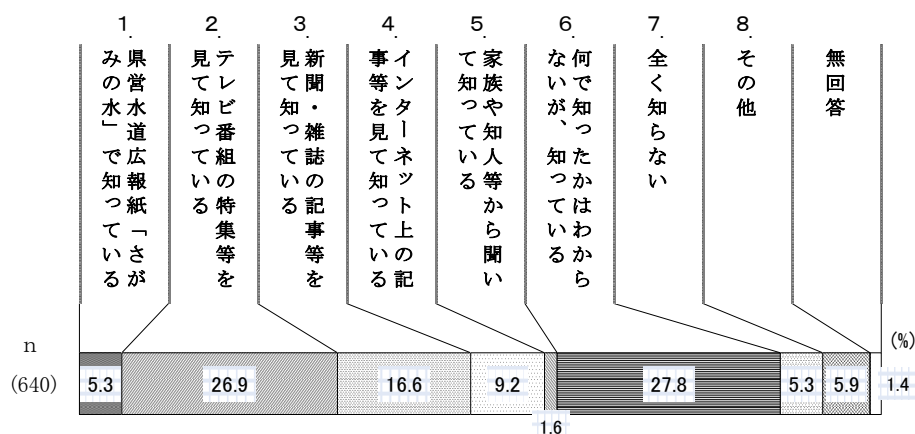 1.
県営水道広報紙「さが
みの水」で知っている
2.
テレビ番組の特集等を
見て知っている
3.
新聞・雑誌の記事等を
見て知っている
4.
インターネット上の記
事等を見て知っている
5.
家族や知人等から聞い
て知っている
6.
何で知ったかはわから
ないが、知っている
7.
全く知らない
8.
その他
無回答
n
(%)
(640)
5.3
26.9
16.6
9.2
1.6
27.8
5.3
5.9
1.4